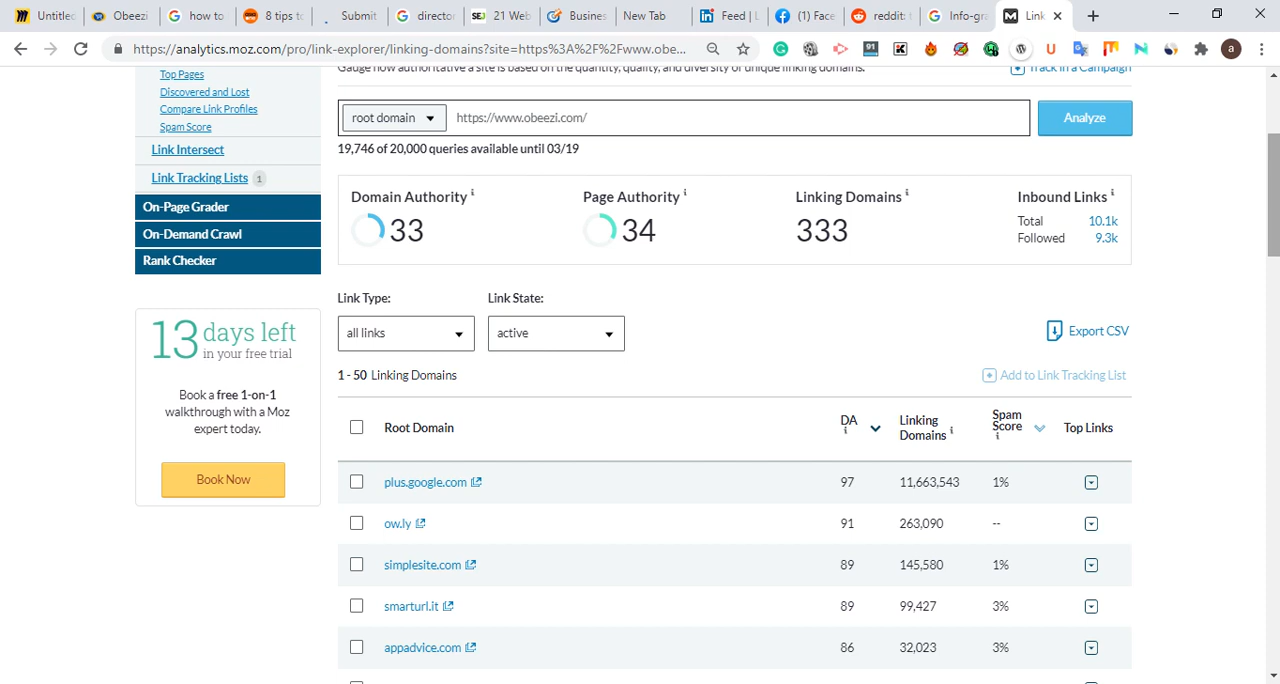 Untitlec
Obeezi
how to
8 tips to
Submit
director
21 Web
Busines
New Tab
Feed | L
(1) Face
reddit: t
Info-gra
Link
https://analytics.moz.com/pro/link-explorer/linking-domains?site=https%3A%2F%2Fwww.obe...
Top Pages
Gauge how authoritative a site is based on the quantity, quality, and diversity of unique linking domains.
Track in a Campaign
Discovered and Lost
Compare Link Profiles
Spam Score
Link Intersect
Link Tracking Lists 1
On-Page Grader
On-Demand Crawl
Rank Checker
13 days left
in your free trial
Book a free 1-on-1
walkthrough with a Moz
expert today.
Book Now
root domain
https://www.obeezi.com/
Analyze
19,746 of 20,000 queries available until 03/19
Domain Authority i
33
Page Authority i
34
Linking Domains i
333
Inbound Links i
Total 10.1k
Followed 9.3k
Link Type:
all links
Link State:
active
Export CSV
1 - 50 Linking Domains
Add to Link Tracking List
Root Domain
DA i
Linking
Domains i
Spam
Score
i
Top Links
plus.google.com 97 11,663,543 1%
ow.ly 91 263,090 --
simplesite.com 89 145,580 1%
smarturl.it 89 99,427 3%
appadvice.com 86 32,023 3%